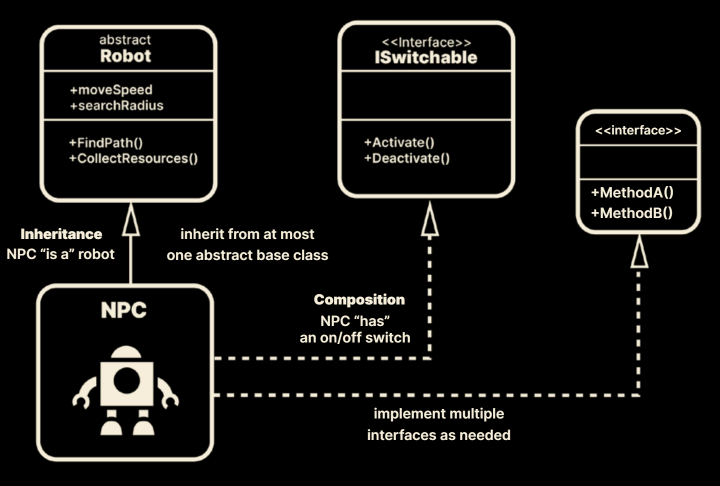 abstract
Robot
+moveSpeed
+searchRadius
+FindPath()
+CollectResources()
<<Interface>>
ISwitchable
+Activate()
+Deactivate()
<<interface>>
+MethodA()
+MethodB()
Inheritance
NPC “is a” robot
inherit from at most
one abstract base class
NPC
Composition
NPC “has”
an on/off switch
implement multiple
interfaces as needed